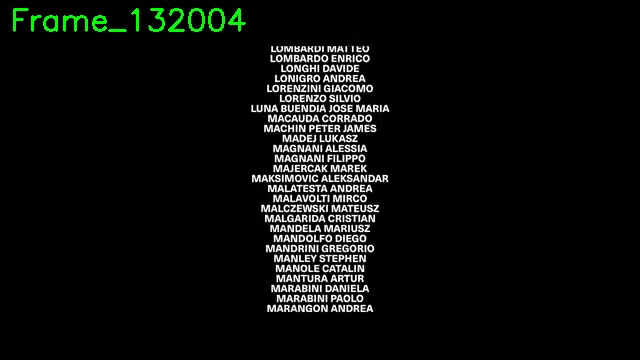 Frame_132004
LOMBARDI MATTEO
LOMBARDO ENRICO
LONGHI DAVIDE
LONIGRO ANDREA
LORENZINI GIACOMO
LORENZO SILVIO
LUNA BUENDIA JOSE MARIA
MACAUDA CORRADO
MACHIN PETER JAMES
MADEJ LUKASZ
MAGNANI ALESSIA
MAGNANI FILIPPO
MAJERCAK MAREK
MAKSIMOVIC ALEKSANDAR
MALATESTA ANDREA
MALAVOLTI MIRCO
MALCZEWSKI MATEUSZ
MALGARIDA CRISTIAN
MANDELA MARIUSZ
MANDOLFO DIEGO
MANDRINI GREGORIO
MANLEY STEPHEN
MANOLE CATALIN
MANTURA ARTUR
MARABINI DANIELA
MARABINI PAOLO
MARANGON ANDREA